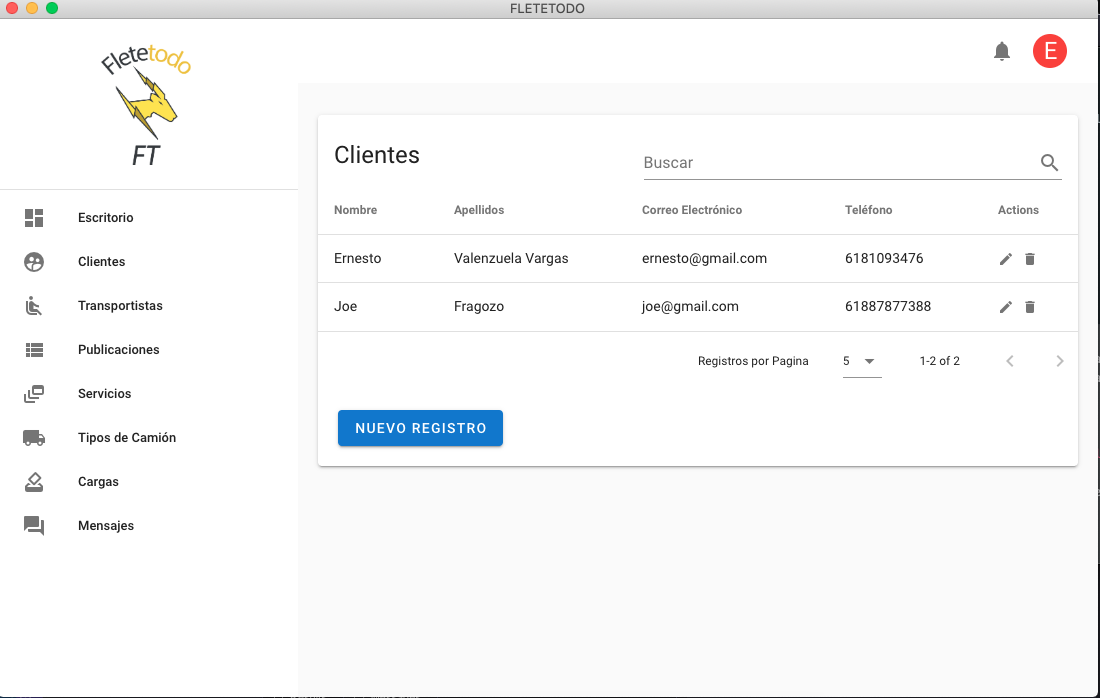 FLETETODO
Fletetodo
FT
E
Escritorio
Clientes
Transportistas
Publicaciones
Servicios
Tipos de Camión
Cargas
Mensajes
Clientes
Buscar
Nombre Apellidos Correo Electrónico Teléfono Actions
Ernesto Valenzuela Vargas ernesto@gmail.com 6181093476
Joe Fragozo joe@gmail.com 61887877388
Registros por Pagina 5 1-2 of 2
NUEVO REGISTRO